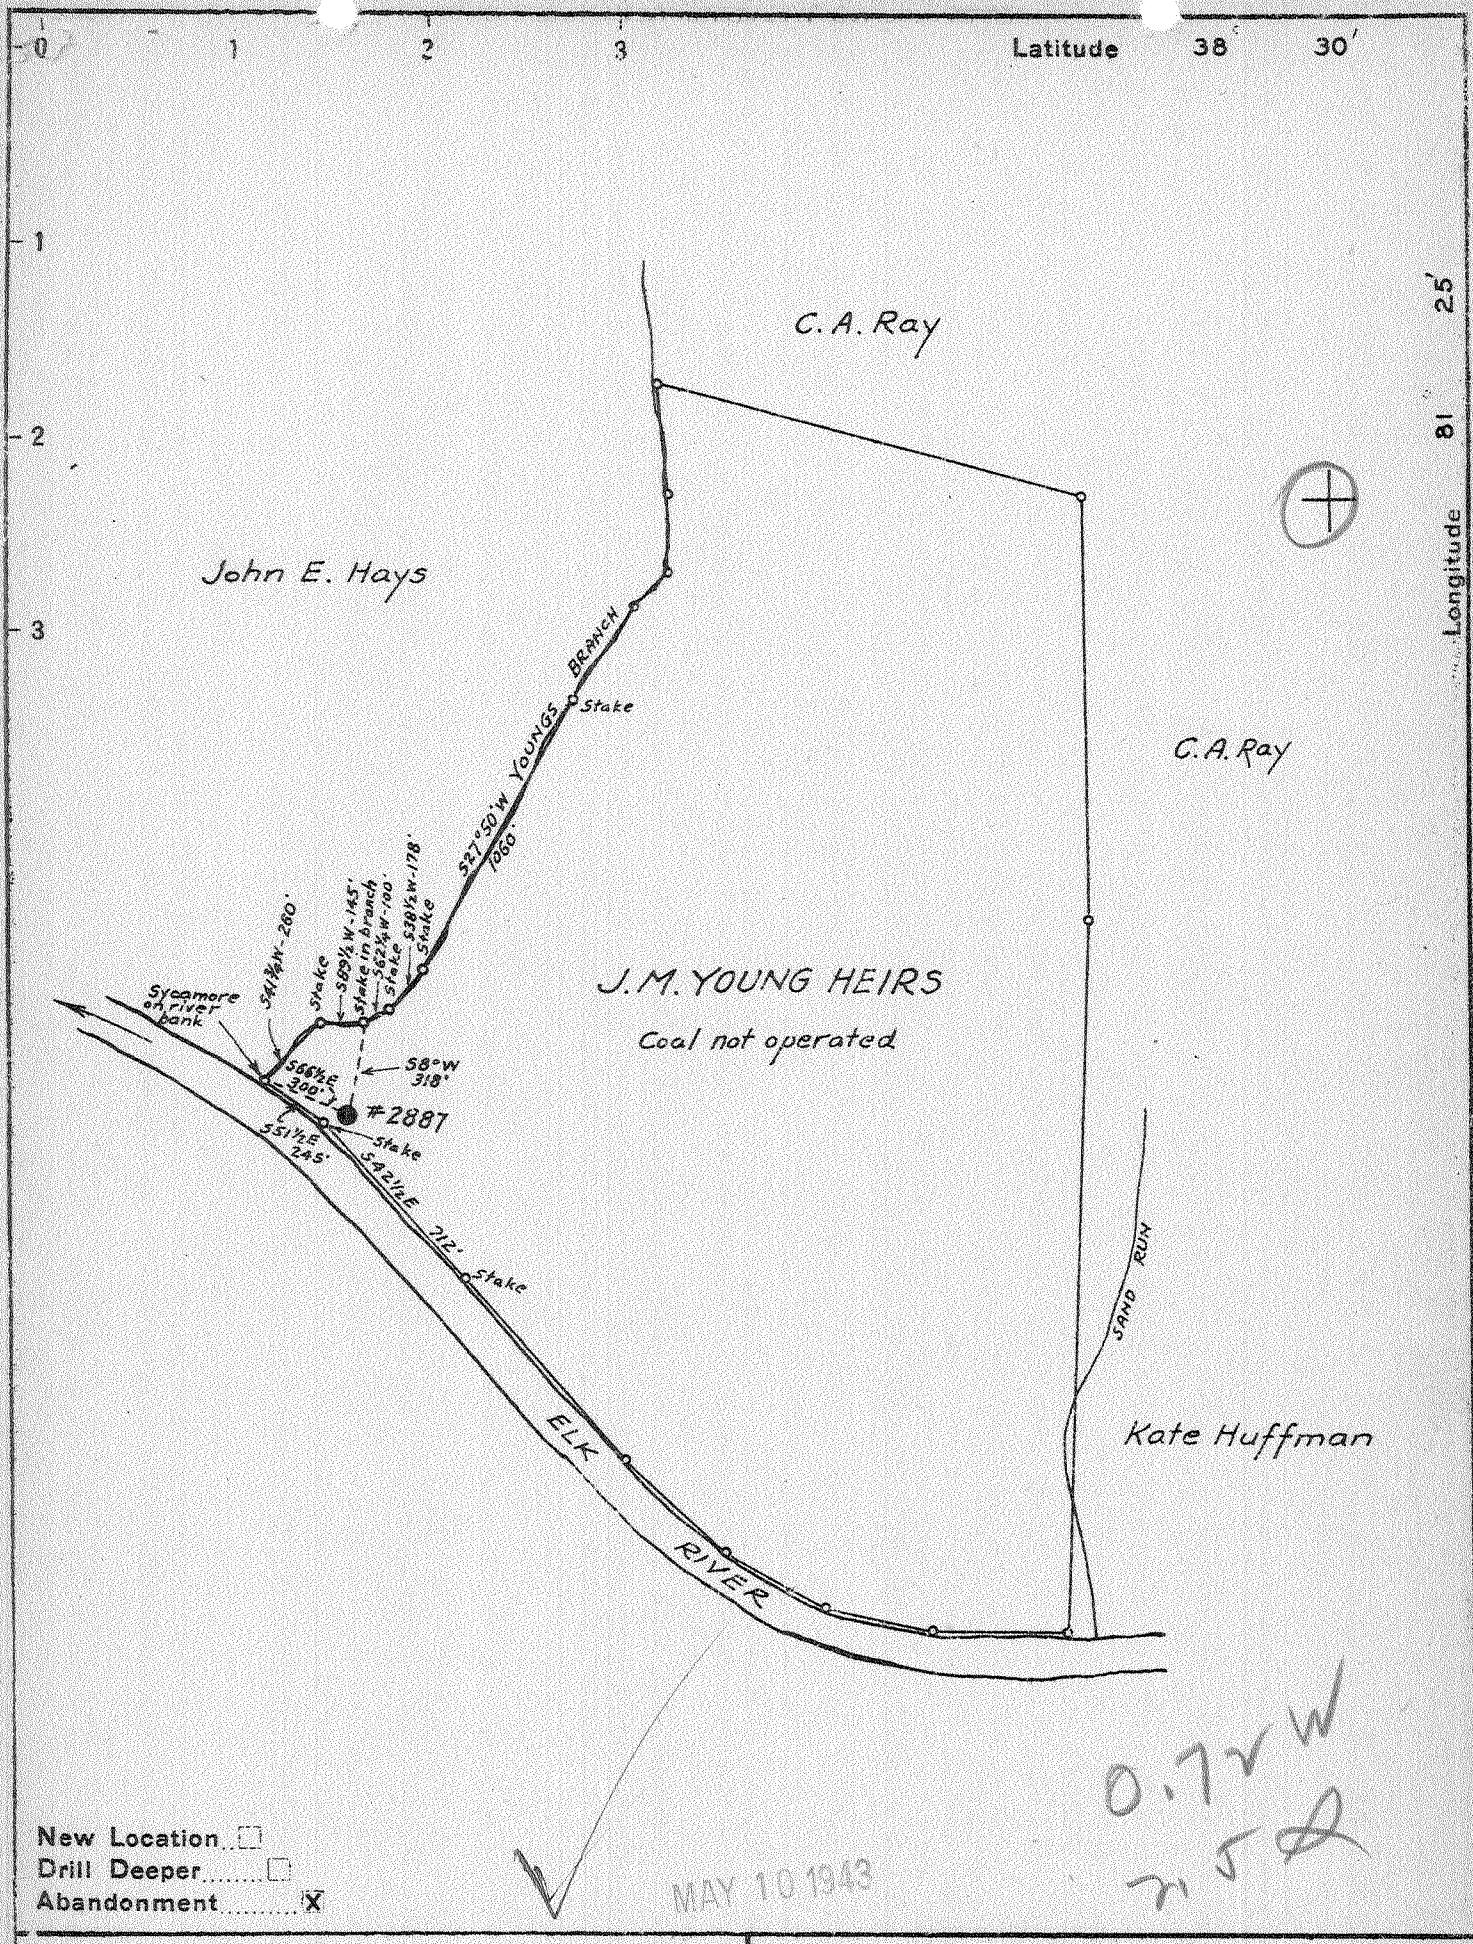 0 1 2 3 Latitude 38° 30'
1
2
3
25'
81
Longitude
C. A. Ray
John E. Hays
BRANCH
Stake
YOUNGS
C. A. Ray
S27°50'W
1060'
S38½W-178'
Stake
S62¼W-100'
Stake
Stake in branch
S89½W-145'
Stake
S41¾W-260'
Sycamore
on river
bank
J. M. YOUNG HEIRS
Coal not operated
S66½E
300'
S8°W
318'
#2887
Stake
S51½E
245'
S42½E 712'
Stake
SAND RUN
ELK RIVER
Kate Huffman
0.72 W
New Location
Drill Deeper
Abandonment X
MAY 10 1943